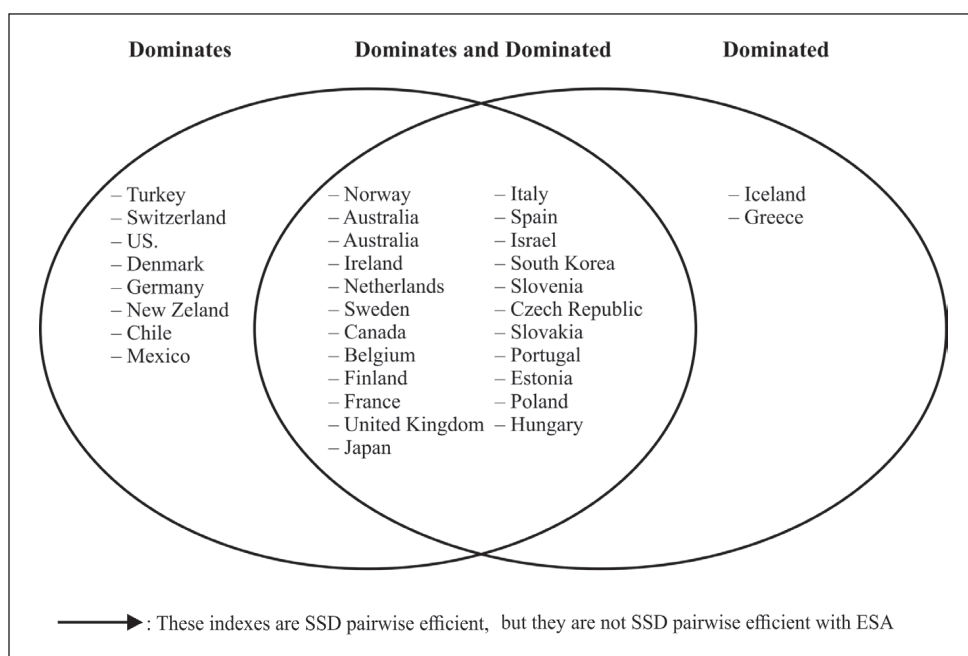 Dominates
Dominates and Dominated
Dominated
– Turkey
– Switzerland
– US.
– Denmark
– Germany
– New Zeland
– Chile
– Mexico
– Norway
– Australia
– Australia
– Ireland
– Netherlands
– Sweden
– Canada
– Belgium
– Finland
– France
– United Kingdom
– Japan
– Italy
– Spain
– Israel
– South Korea
– Slovenia
– Czech Republic
– Slovakia
– Portugal
– Estonia
– Poland
– Hungary
– Iceland
– Greece
: These indexes are SSD pairwise efficient, but they are not SSD pairwise efficient with ESA